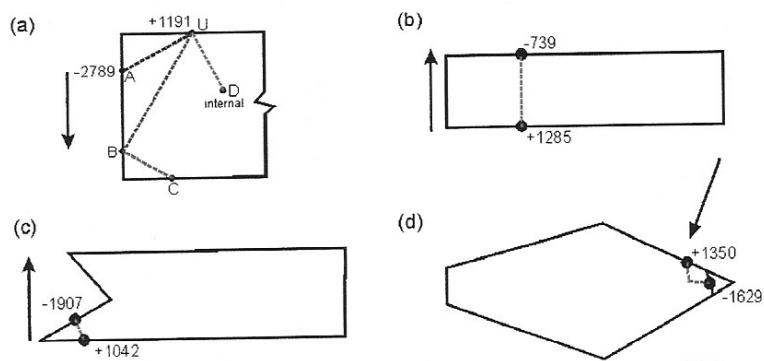 (a)
+1191 U
-2789
A
D
internal
B
C
(b)
-739
+1285
(c)
-1907
+1042
(d)
+1350
-1629